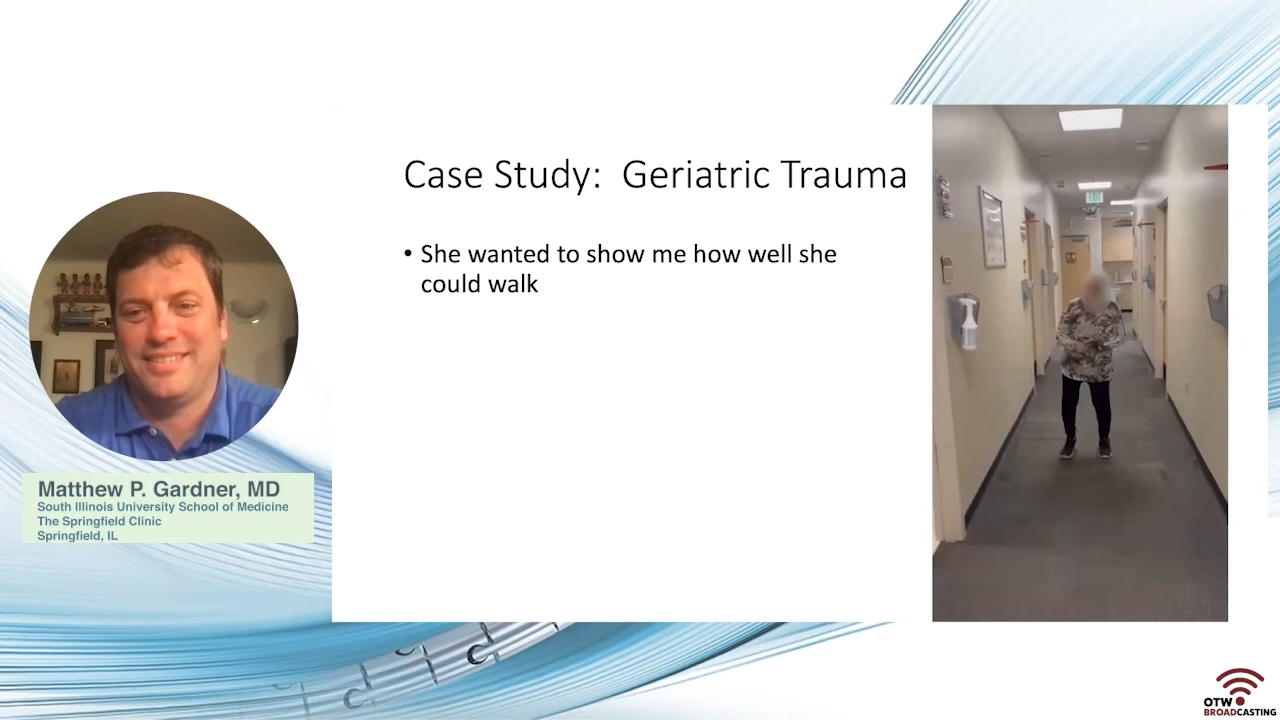 Case Study:  Geriatric Trauma
• She wanted to show me how well she
could walk
EXIT
Matthew P. Gardner, MD
South Illinois University School of Medicine
The Springfield Clinic
Springfield, IL
OTW
BROADCASTING